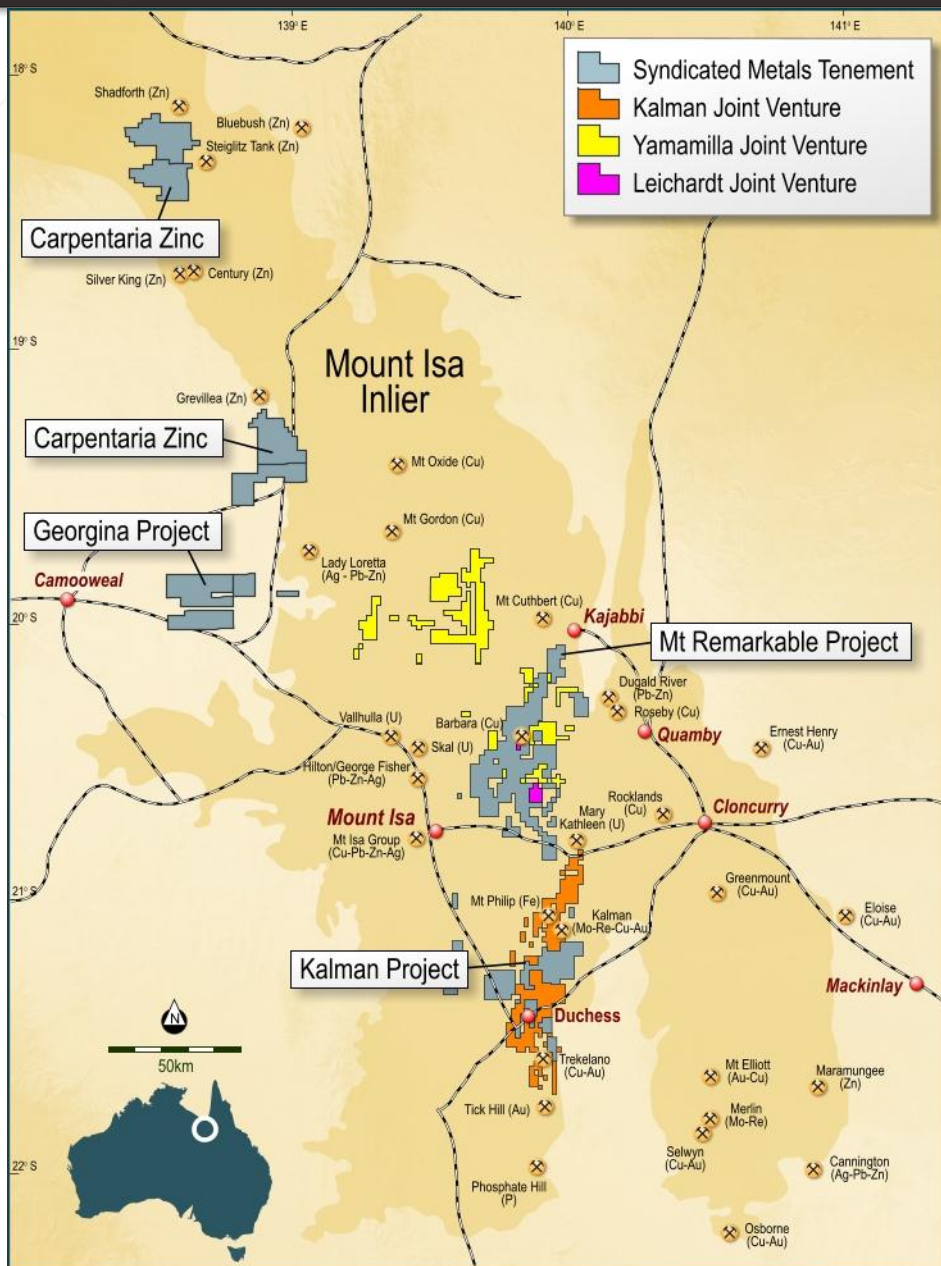 139° E
140° E
141° E
18° S
Syndicated Metals Tenement
Kalman Joint Venture
Yamamilla Joint Venture
Leichardt Joint Venture
Shadforth (Zn)
Bluebush (Zn)
Steiglitz Tank (Zn)
Carpentaria Zinc
Silver King (Zn)
Century (Zn)
19° S
Mount Isa
Inlier
Grevillea (Zn)
Carpentaria Zinc
Mt Oxide (Cu)
Mt Gordon (Cu)
Georgina Project
Lady Loretta
(Ag - Pb-Zn)
Camooweal
Mt Cuthbert (Cu)
Kajabbi
20° S
Mt Remarkable Project
Dugald River
(Pb-Zn)
Roseby (Cu)
Vallhulla (U)
Barbara (Cu)
Quamby
Ernest Henry
(Cu-Au)
Skal (U)
Hilton/George Fisher
(Pb-Zn-Ag)
Mount Isa
Mt Isa Group
(Cu-Pb-Zn-Ag)
Mary
Kathleen (U)
Rocklands
(Cu)
Cloncurry
21° S
Greenmount
(Cu-Au)
Mt Philip (Fe)
Kalman
(Mo-Re-Cu-Au)
Eloise
(Cu-Au)
Kalman Project
Mackinlay
Duchess
N
50km
Trekelano
(Cu-Au)
Mt Elliott
(Au-Cu)
Maramungee
(Zn)
Tick Hill (Au)
Merlin
(Mo-Re)
Selwyn
(Cu-Au)
22° S
Phosphate Hill
(P)
Cannington
(Ag-Pb-Zn)
Osborne
(Cu-Au)